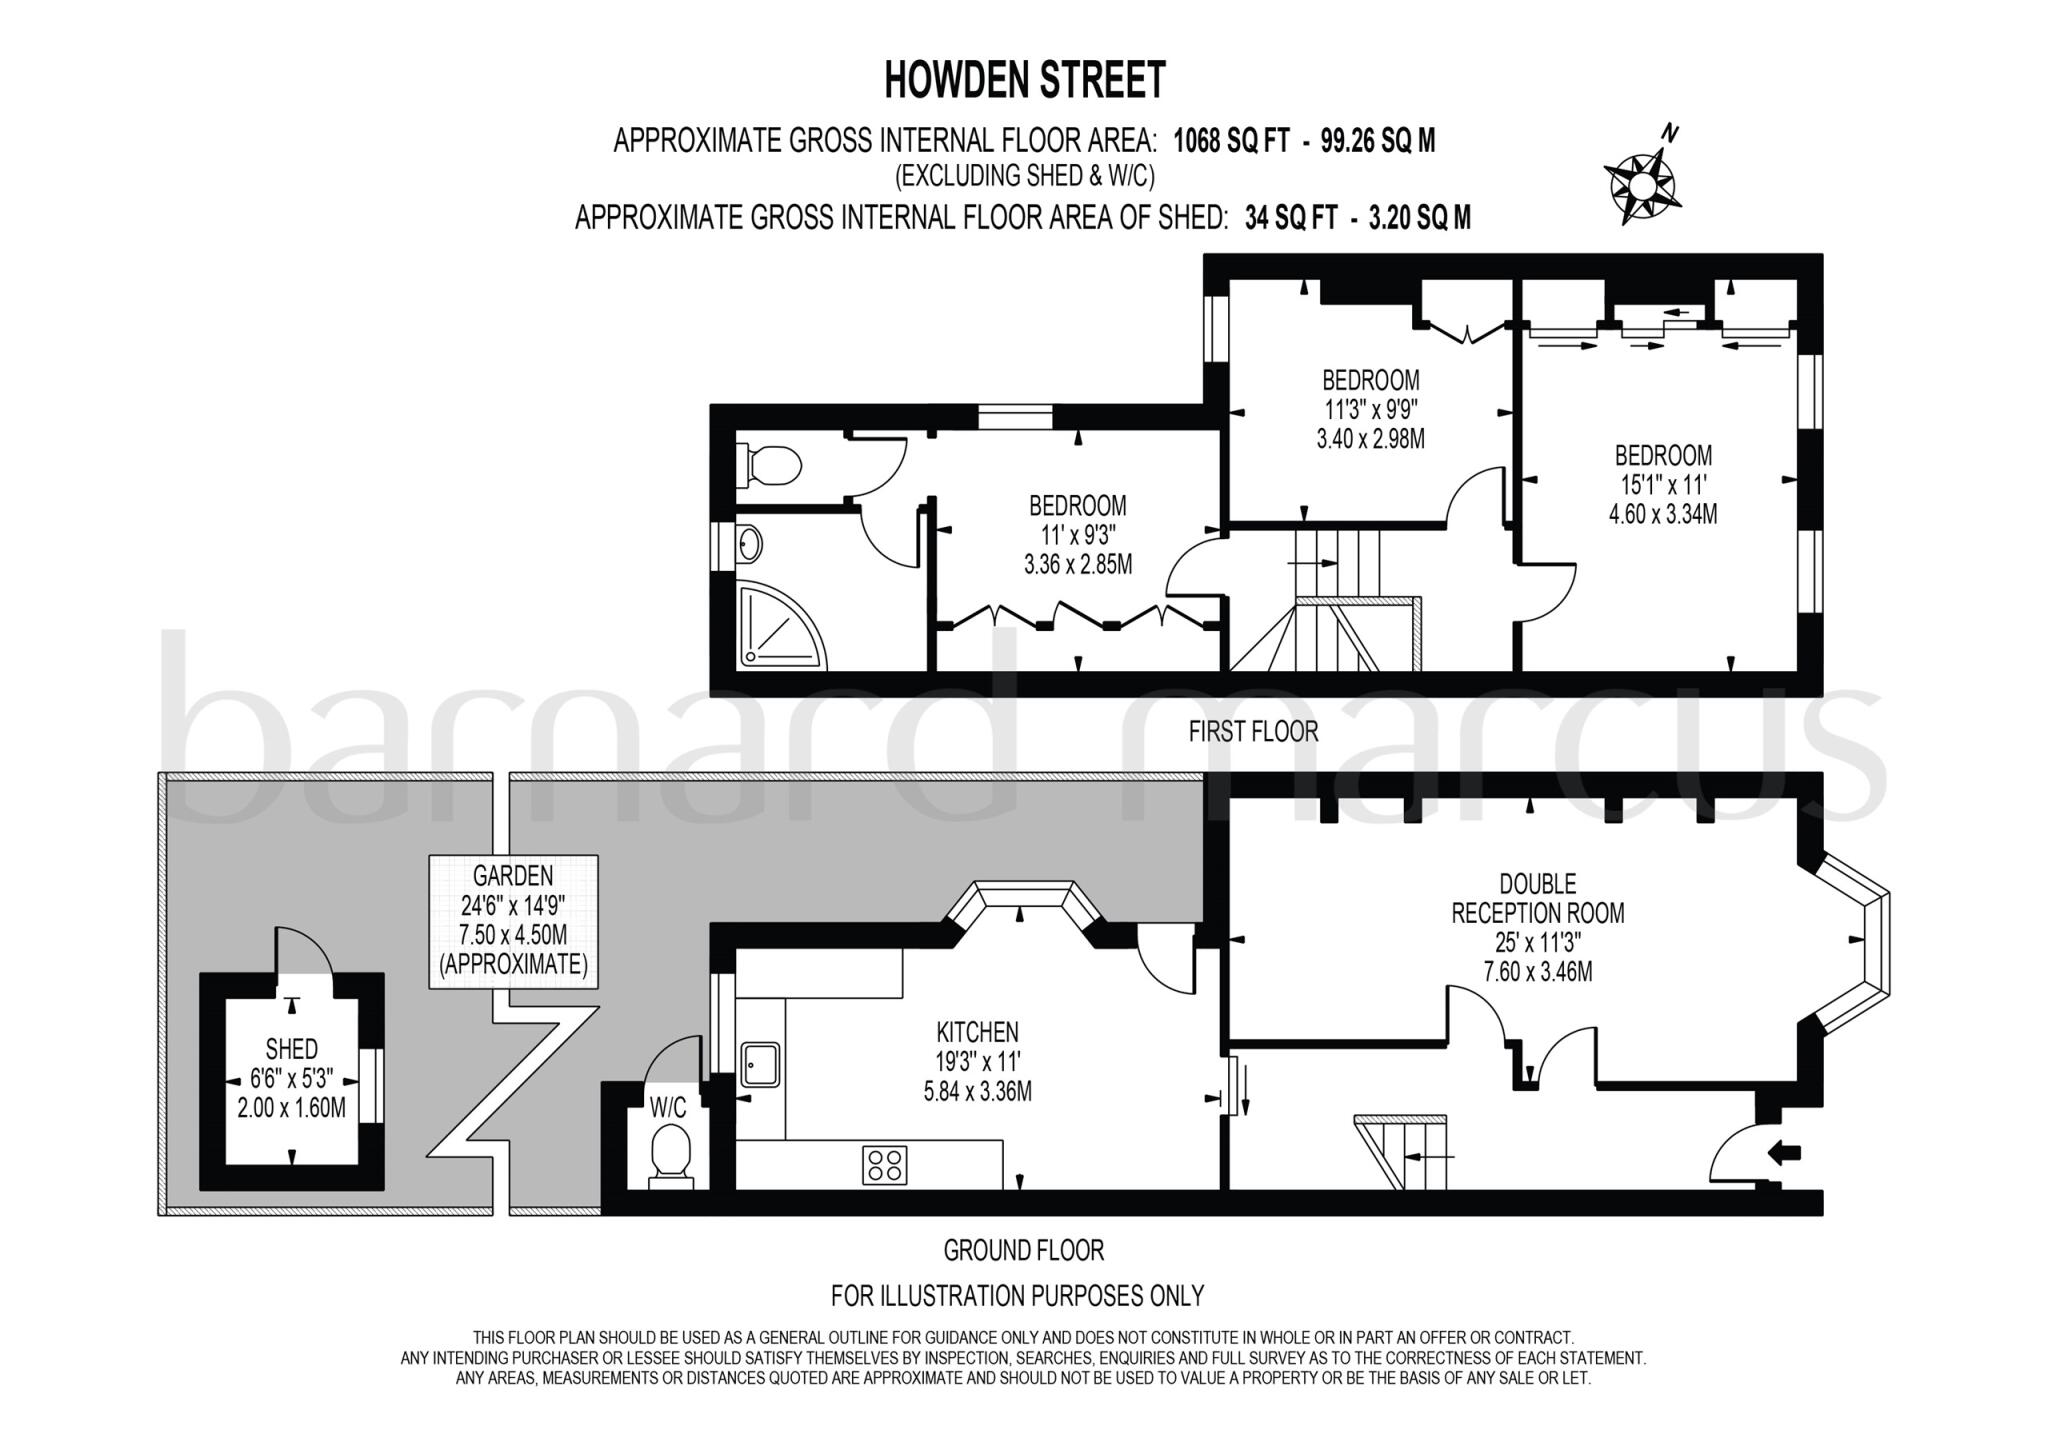 HOWDEN STREET
APPROXIMATE GROSS INTERNAL FLOOR AREA: 1068 SQ FT - 99.26 SQ M
(EXCLUDING SHED & W/C)
APPROXIMATE GROSS INTERNAL FLOOR AREA OF SHED: 34 SQ FT - 3.20 SQ M
N
BEDROOM
11'3" x 9'9"
3.40 x 2.98M
BEDROOM
15'1" x 11'
4.60 x 3.34M
BEDROOM
11' x 9'3"
3.36 x 2.85M
barnard marcus
FIRST FLOOR
GARDEN
24'6" x 14'9"
7.50 x 4.50M
(APPROXIMATE)
DOUBLE
RECEPTION ROOM
25' x 11'3"
7.60 x 3.46M
SHED
6'6" x 5'3"
2.00 x 1.60M
KITCHEN
19'3" x 11'
5.84 x 3.36M
W/C
GROUND FLOOR
FOR ILLUSTRATION PURPOSES ONLY
THIS FLOOR PLAN SHOULD BE USED AS A GENERAL OUTLINE FOR GUIDANCE ONLY AND DOES NOT CONSTITUTE IN WHOLE OR IN PART AN OFFER OR CONTRACT.
ANY INTENDING PURCHASER OR LESSEE SHOULD SATISFY THEMSELVES BY INSPECTION, SEARCHES, ENQUIRIES AND FULL SURVEY AS TO THE CORRECTNESS OF EACH STATEMENT.
ANY AREAS, MEASUREMENTS OR DISTANCES QUOTED ARE APPROXIMATE AND SHOULD NOT BE USED TO VALUE A PROPERTY OR BE THE BASIS OF ANY SALE OR LET.